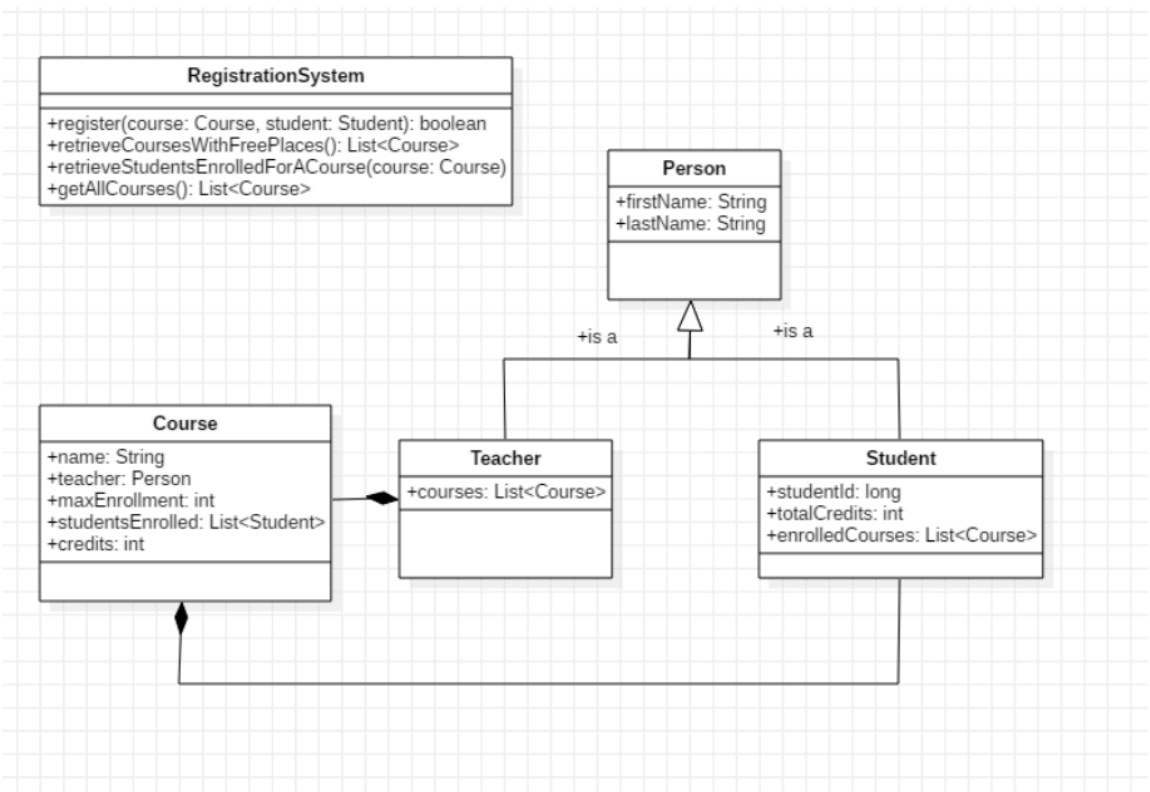 RegistrationSystem
+register(course: Course, student: Student): boolean
+retrieveCoursesWithFreePlaces(): List<Course>
+retrieveStudentsEnrolledForACourse(course: Course)
+getAllCourses(): List<Course>
Person
+firstName: String
+lastName: String
+is a
+is a
Course
+name: String
+teacher: Person
+maxEnrollment: int
+studentsEnrolled: List<Student>
+credits: int
Teacher
+courses: List<Course>
Student
+studentId: long
+totalCredits: int
+enrolledCourses: List<Course>